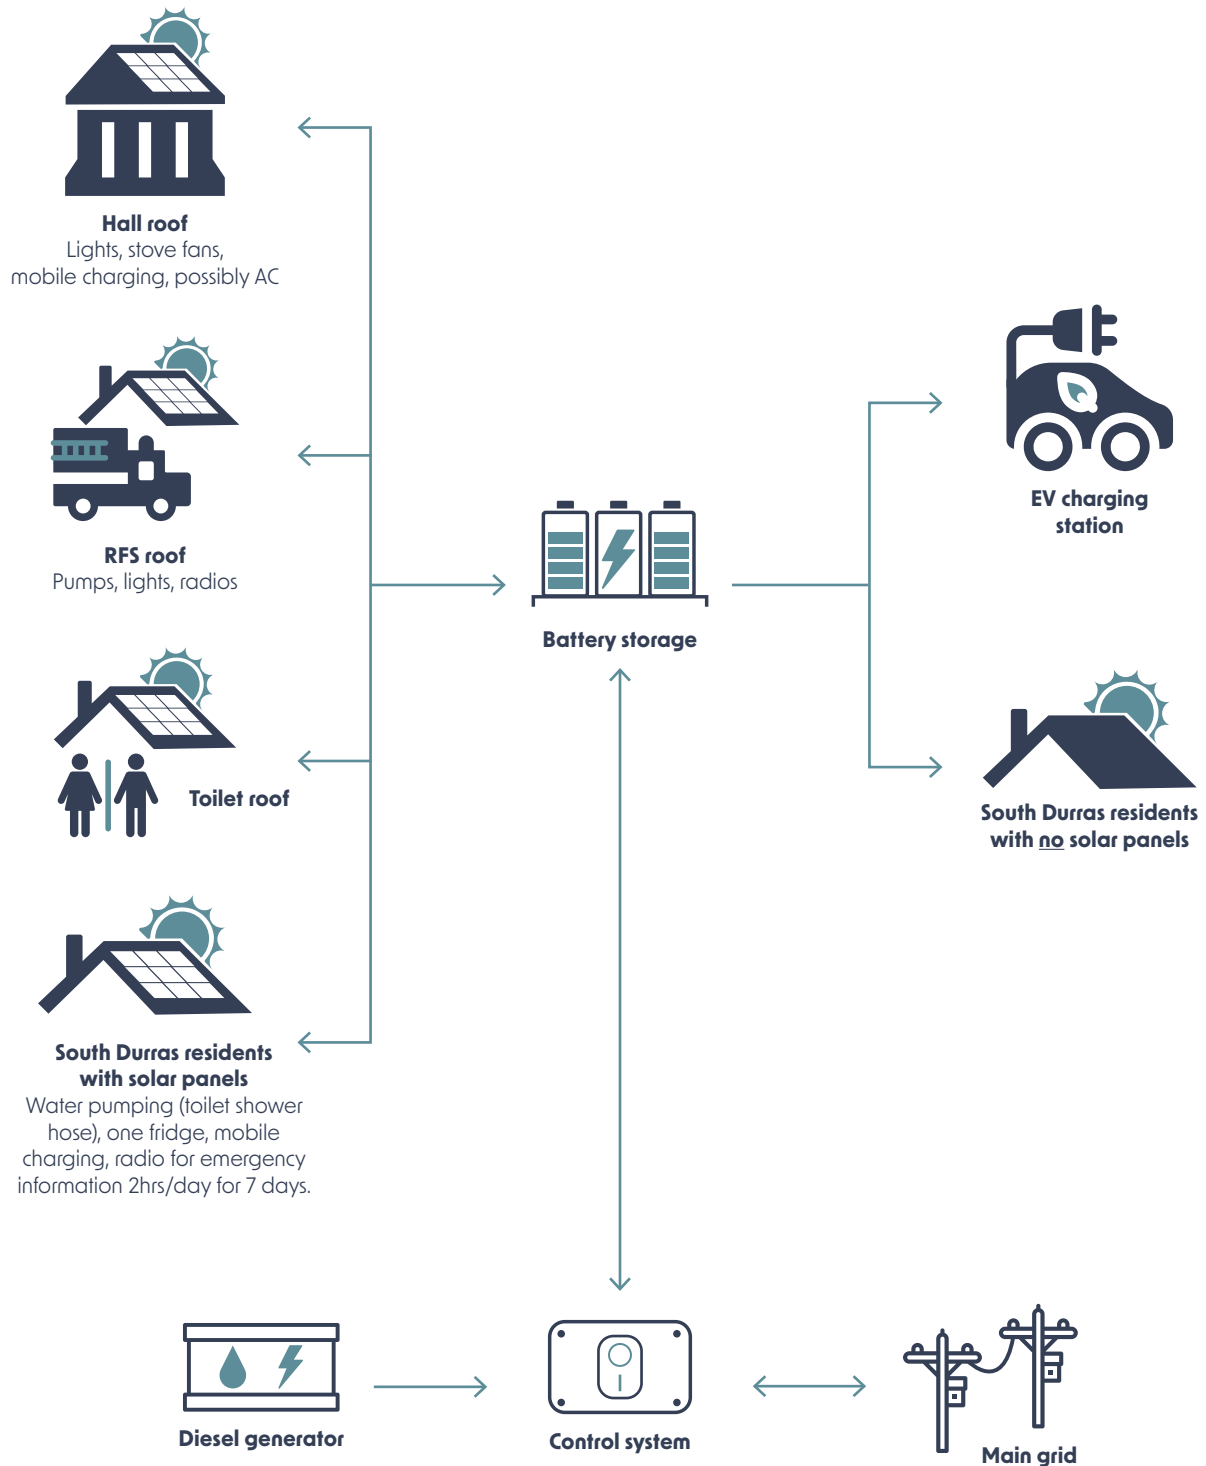 Hall roof
Lights, stove fans,
mobile charging, possibly AC
RFS roof
Pumps, lights, radios
Toilet roof
South Durras residents
with solar panels
Water pumping (toilet shower
hose), one fridge, mobile
charging, radio for emergency
information 2hrs/day for 7 days.
Battery storage
EV charging
station
South Durras residents
with no solar panels
Diesel generator
Control system
Main grid